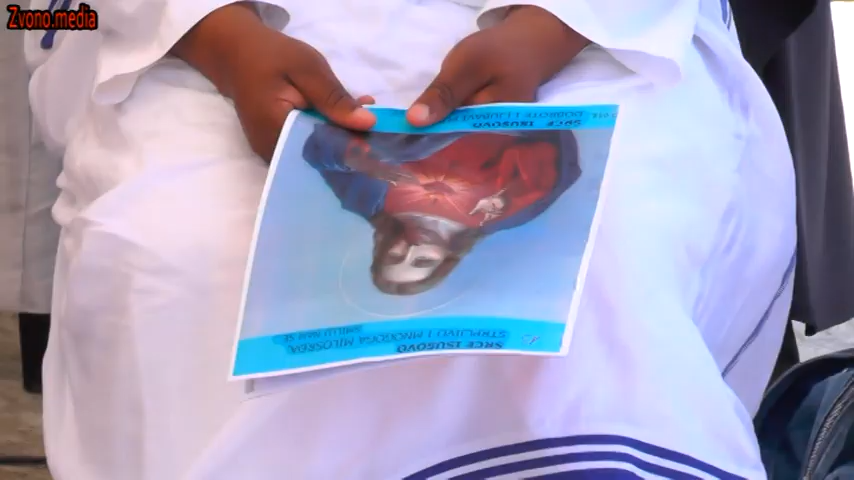 Zvono.media
SRCE ISUSOVO
STRPLJIVO I MNOGOGA MILOSRĐA
SMILUJ NAM SE
SRCE ISUSOVO
DOBROTE I LJUBAVI